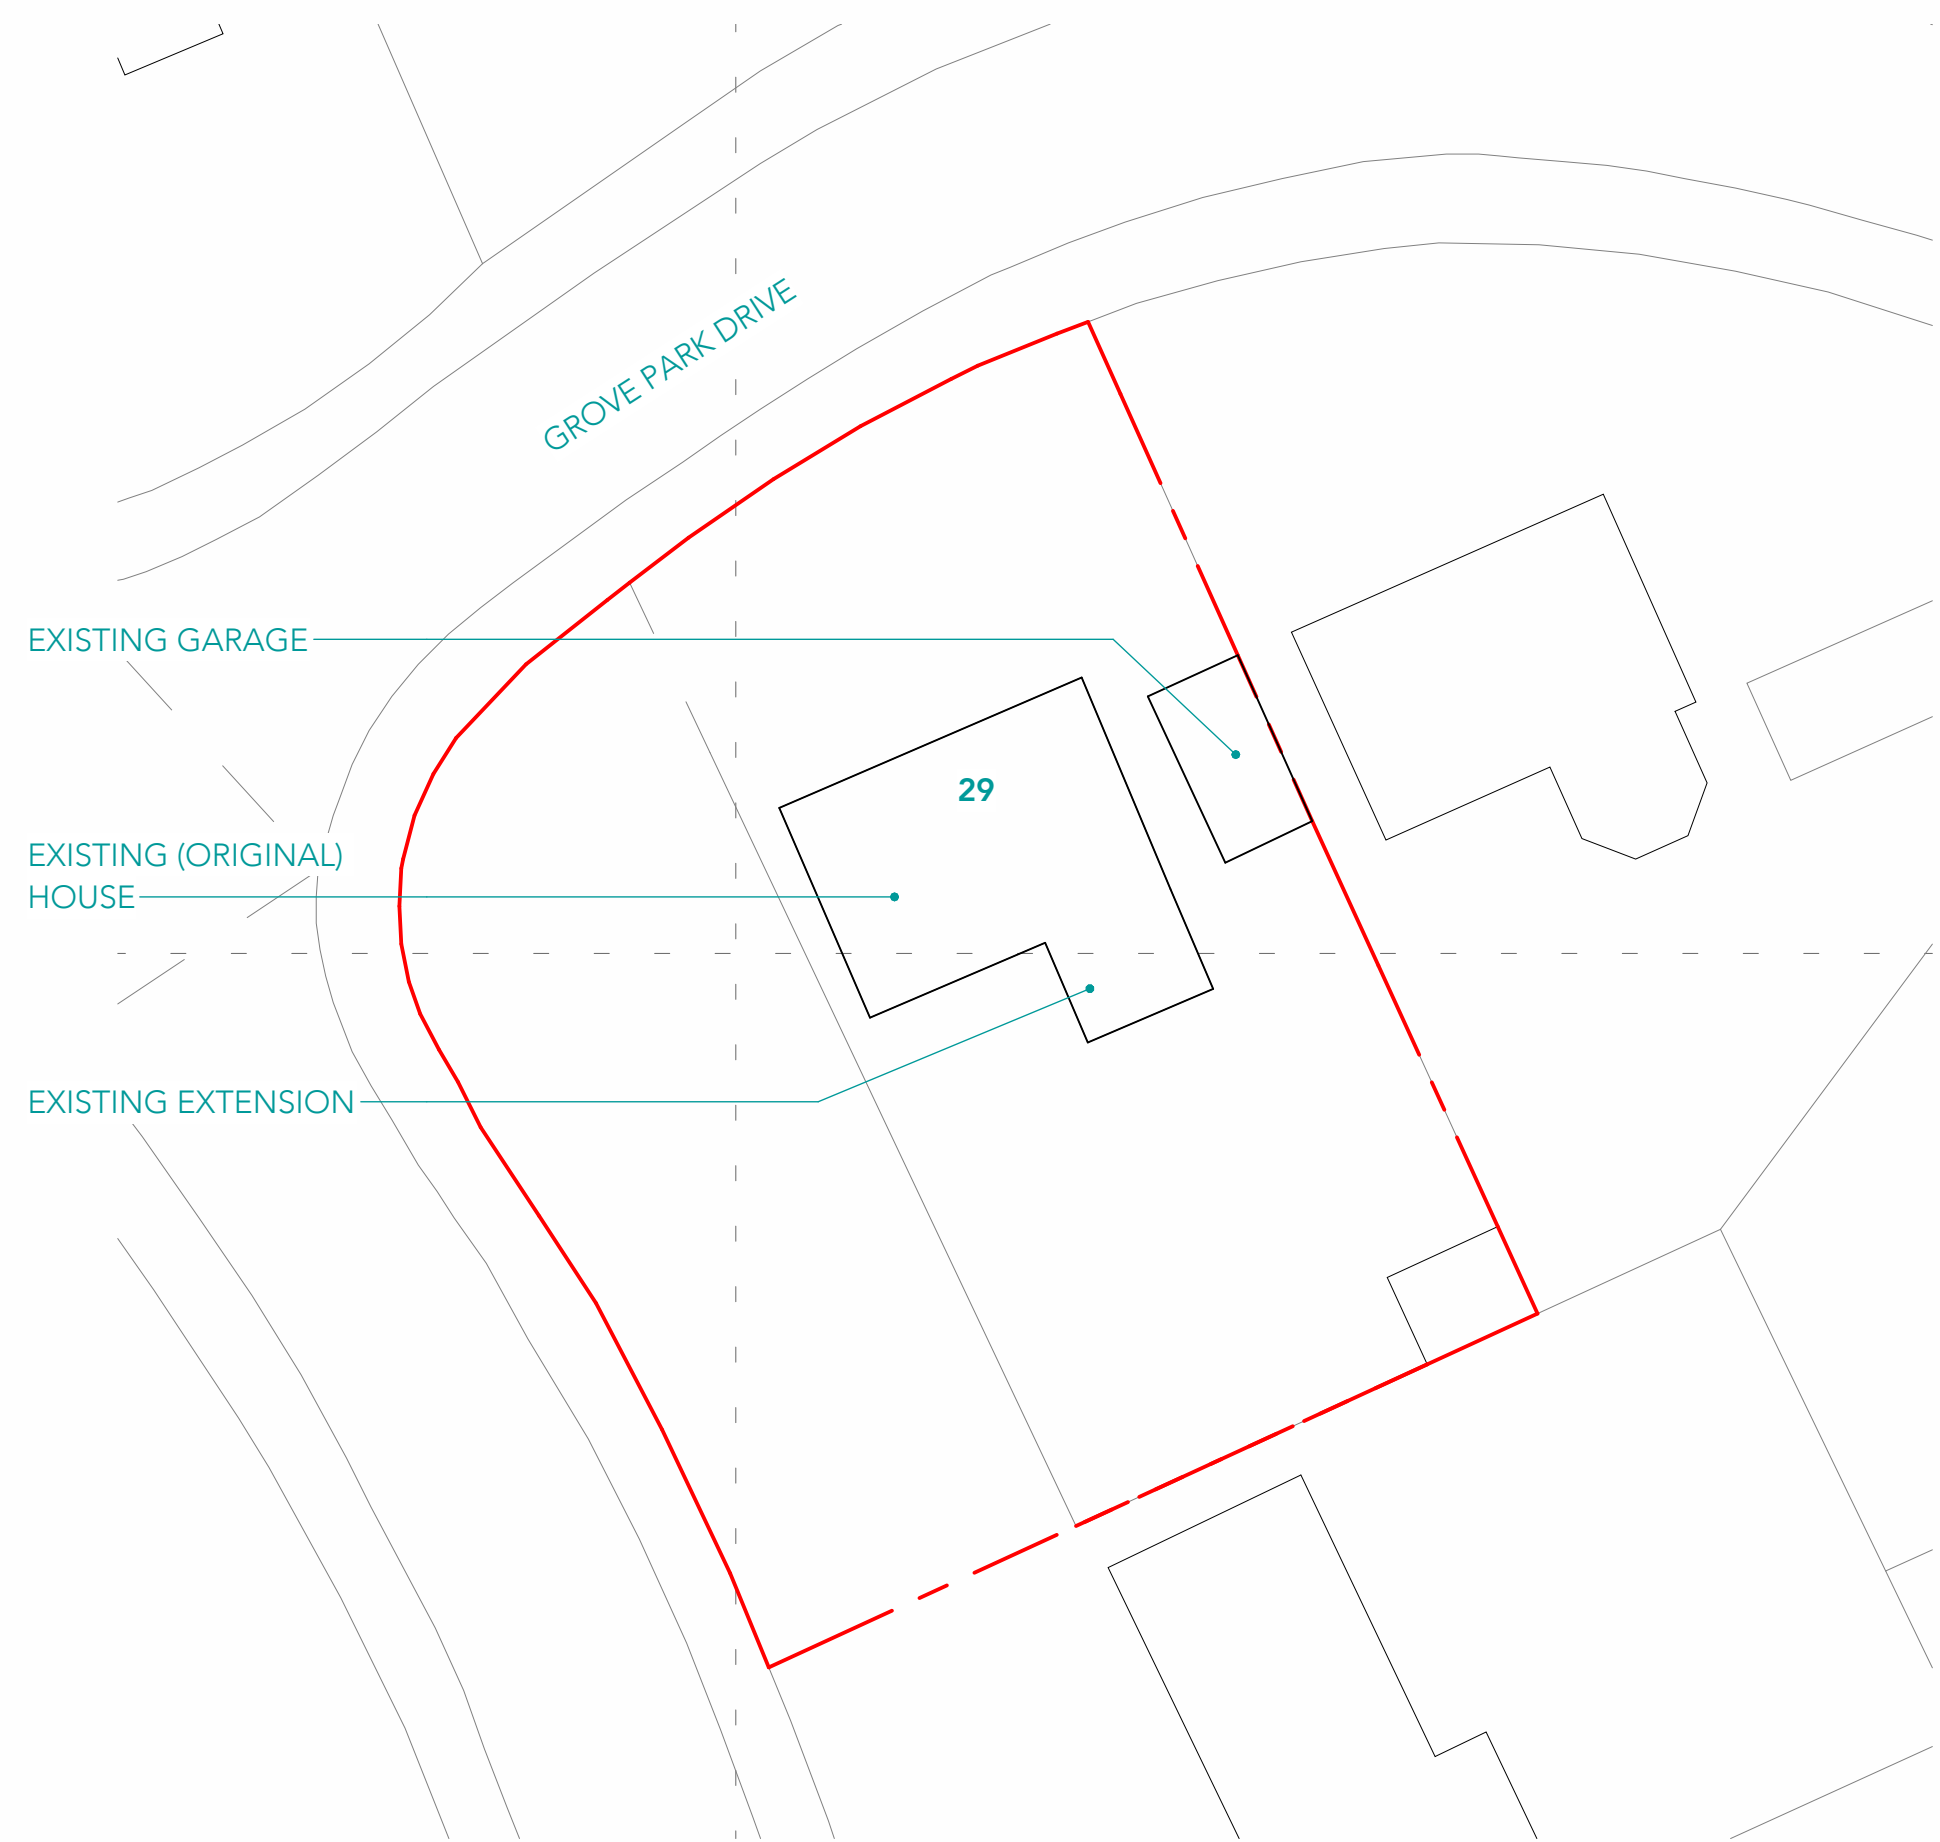 GROVE PARK DRIVE
EXISTING GARAGE
29
EXISTING (ORIGINAL)
HOUSE
EXISTING EXTENSION